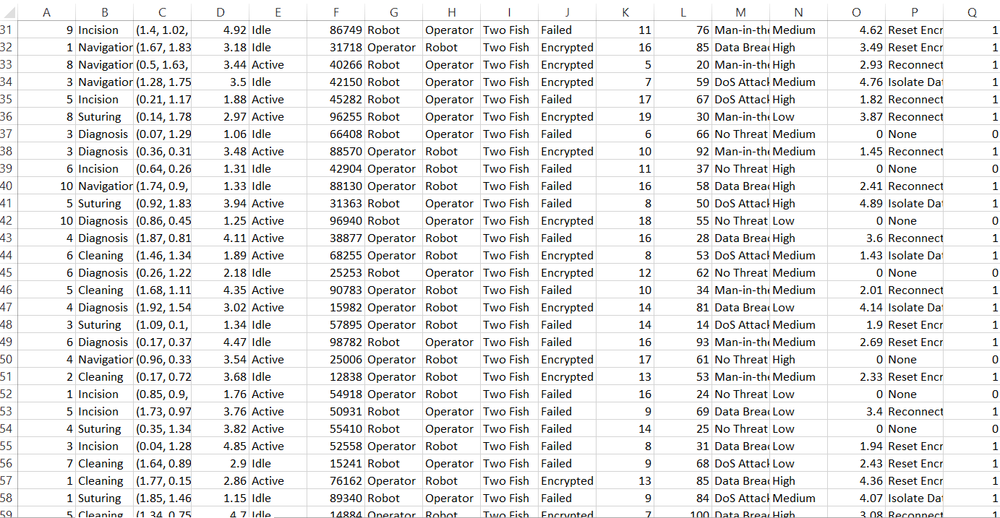 A B C D E F G H I J K L M N O P Q
31 9 Incision (1.4, 1.02, 4.92 Idle 86749 Robot Operator Two Fish Failed 11 76 Man-in-the Medium 4.62 Reset Encr 1
32 1 Navigation (1.67, 1.83 3.18 Idle 31718 Operator Robot Two Fish Encrypted 16 85 Data Breac High 3.49 Reset Encr 1
33 8 Navigation (0.5, 1.63, 3.44 Active 40266 Robot Operator Two Fish Encrypted 5 20 Man-in-the High 2.93 Reconnect 1
34 3 Navigation (1.28, 1.75 3.5 Idle 42150 Robot Operator Two Fish Encrypted 7 59 DoS Attack Medium 4.76 Isolate Dat 1
35 5 Incision (0.21, 1.17 1.88 Active 45282 Robot Operator Two Fish Failed 17 67 DoS Attack High 1.82 Reconnect 1
36 8 Suturing (0.14, 1.78 2.97 Active 96255 Robot Operator Two Fish Encrypted 19 30 Man-in-the Low 3.87 Reconnect 1
37 3 Diagnosis (0.07, 1.29 1.06 Idle 66408 Robot Operator Two Fish Failed 6 66 No Threat Medium 0 None 0
38 3 Diagnosis (0.36, 0.31 3.48 Active 88570 Operator Robot Two Fish Encrypted 10 92 Man-in-the Medium 1.45 Reconnect 1
39 6 Incision (0.64, 0.26 1.31 Idle 42904 Robot Operator Two Fish Failed 11 37 No Threat High 0 None 0
40 10 Navigation (1.74, 0.9, 1.33 Idle 88130 Operator Robot Two Fish Failed 16 58 Data Breac High 2.41 Reconnect 1
41 5 Suturing (0.92, 1.83 3.94 Active 31363 Robot Operator Two Fish Failed 8 50 DoS Attack High 4.89 Isolate Dat 1
42 10 Diagnosis (0.86, 0.45 1.25 Active 96940 Robot Operator Two Fish Encrypted 18 55 No Threat Low 0 None 0
43 4 Diagnosis (1.87, 0.81 4.11 Active 38877 Operator Robot Two Fish Failed 16 28 Data Breac High 3.6 Reconnect 1
44 6 Cleaning (1.46, 1.34 1.89 Active 68255 Operator Robot Two Fish Encrypted 8 53 DoS Attack Medium 1.43 Isolate Dat 1
45 6 Diagnosis (0.26, 1.22 2.18 Idle 25253 Robot Operator Two Fish Encrypted 12 62 No Threat Medium 0 None 0
46 5 Cleaning (1.68, 1.11 4.35 Active 90783 Operator Robot Two Fish Failed 10 34 Man-in-the Medium 2.01 Reconnect 1
47 4 Diagnosis (1.92, 1.54 3.02 Active 15982 Operator Robot Two Fish Encrypted 14 81 Data Breac Low 4.14 Isolate Dat 1
48 3 Suturing (1.09, 0.1, 1.34 Idle 57895 Operator Robot Two Fish Failed 14 14 DoS Attack Medium 1.9 Reset Encr 1
49 6 Diagnosis (0.17, 0.37 4.47 Idle 98782 Robot Operator Two Fish Failed 16 93 Man-in-the Medium 2.69 Reset Encr 1
50 4 Navigation (0.96, 0.33 3.54 Active 25006 Operator Robot Two Fish Encrypted 17 61 No Threat High 0 None 0
51 2 Cleaning (0.17, 0.72 3.68 Idle 12838 Operator Robot Two Fish Encrypted 13 53 Man-in-the Medium 2.33 Reset Encr 1
52 1 Incision (0.85, 0.9, 1.76 Active 54918 Operator Robot Two Fish Failed 16 24 No Threat Low 0 None 0
53 5 Incision (1.73, 0.97 3.76 Active 50931 Robot Operator Two Fish Failed 9 69 Data Breac Low 3.4 Reconnect 1
54 4 Suturing (0.35, 1.34 3.82 Active 55410 Robot Operator Two Fish Failed 14 25 No Threat Low 0 None 0
55 3 Incision (0.04, 1.28 4.85 Active 52558 Operator Robot Two Fish Failed 8 31 Data Breac Low 1.94 Reset Encr 1
56 7 Cleaning (1.64, 0.89 2.9 Idle 15241 Robot Operator Two Fish Failed 9 68 DoS Attack Low 2.43 Reset Encr 1
57 1 Cleaning (1.77, 0.15 2.86 Active 76162 Operator Robot Two Fish Encrypted 13 85 Data Breac High 4.36 Reset Encr 1
58 1 Suturing (1.85, 1.46 1.15 Idle 89340 Robot Operator Two Fish Failed 9 84 DoS Attack Medium 4.07 Isolate Dat 1
59 5 Cleaning (1.34, 0.75 4.7 Idle 14884 Operator Robot Two Fish Encrypted 7 100 Data Breac High 3.08 Reconnect 1